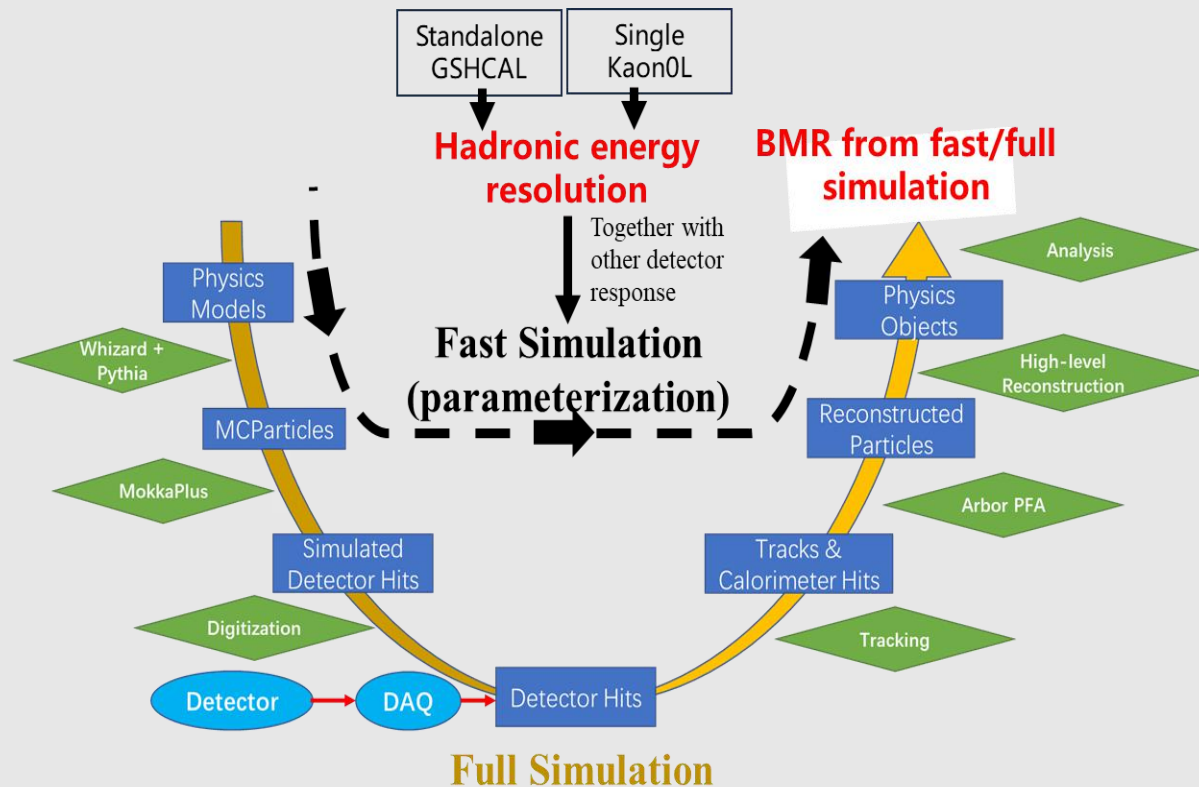 Standalone
GSHCAL
Single
Kaon0L
Hadronic energy
resolution
BMR from fast/full
simulation
Together with
other detector
response
Fast Simulation
(parameterization)
Physics
Models
Whizard +
Pythia
MCParticles
MokkaPlus
Simulated
Detector Hits
Digitization
Detector
DAQ
Detector Hits
Tracking
Tracks &
Calorimeter Hits
Arbor PFA
Reconstructed
Particles
High-level
Reconstruction
Physics
Objects
Analysis
Full Simulation